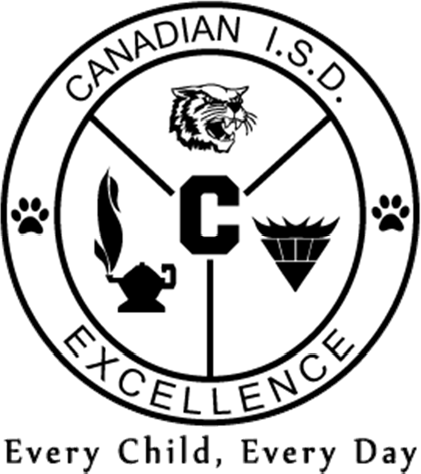 CANADIAN I.S.D.
C
EXCELLENCE
Every Child, Every Day